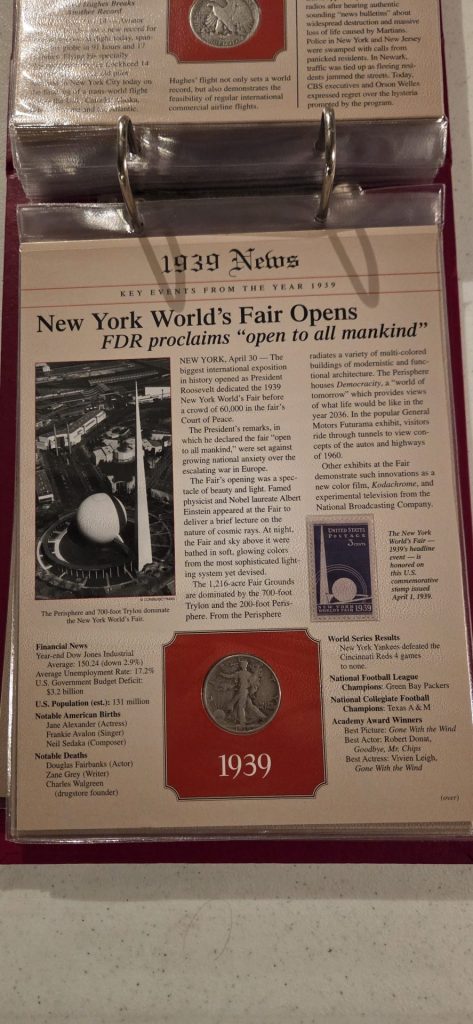 Hughes Breaks
Another Record
Aviator
a new record for
flight today, span-
globe in 91 hours and 17
Flying his specially
Lockheed 14
pilot
New York City today on
of a trans-world flight
Canada, Alaska,
Atlantic.
Hughes' flight not only sets a world
record, but also demonstrates the
feasibility of regular international
commercial airline flights.
radios after hearing authentic
sounding "news bulletins" about
widespread destruction and massive
loss of life caused by Martians.
Police in New York and New Jersey
were swamped with calls from
panicked residents. In Newark,
traffic was tied up as fleeing resi-
dents jammed the streets. Today,
CBS executives and Orson Welles
expressed regret over the hysteria
prompted by the program.
1939 News
KEY EVENTS FROM THE YEAR 1939
New York World's Fair Opens
FDR proclaims "open to all mankind"
The Perisphere and 700-foot Trylon dominate
the New York World's Fair.
NEW YORK, April 30 — The
biggest international exposition
in history opened as President
Roosevelt dedicated the 1939
New York World's Fair before
a crowd of 60,000 in the fair's
Court of Peace.
The President's remarks, in
which he declared the fair "open
to all mankind," were set against
growing national anxiety over the
escalating war in Europe.
The Fair's opening was a spec-
tacle of beauty and light. Famed
physicist and Nobel laureate Albert
Einstein appeared at the Fair to
deliver a brief lecture on the
nature of cosmic rays. At night,
the Fair and sky above it were
bathed in soft, glowing colors
from the most sophisticated light-
ing system yet devised.
The 1,216-acre Fair Grounds
are dominated by the 700-foot
Trylon and the 200-foot Peris-
phere. From the Perisphere
radiates a variety of multi-colored
buildings of modernistic and func-
tional architecture. The Perisphere
houses Democracity, a "world of
tomorrow" which provides views
of what life would be like in the
year 2036. In the popular General
Motors Futurama exhibit, visitors
ride through tunnels to view con-
cepts of the autos and highways
of 1960.
Other exhibits at the Fair
demonstrate such innovations as a
new color film, Kodachrome, and
experimental television from the
National Broadcasting Company.
UNITED STATES
POSTAGE
3 CENTS
NEW YORK
WORLD'S FAIR 1939
The New York
World's Fair —
1939's headline
event — is
honored on
this U.S.
commemorative
stamp issued
April 1, 1939.
Financial News
Year-end Dow Jones Industrial
Average: 150.24 (down 2.9%)
Average Unemployment Rate: 17.2%
U.S. Government Budget Deficit:
$3.2 billion
U.S. Population (est.): 131 million
Notable American Births
Jane Alexander (Actress)
Frankie Avalon (Singer)
Neil Sedaka (Composer)
Notable Deaths
Douglas Fairbanks (Actor)
Zane Grey (Writer)
Charles Walgreen
(drugstore founder)
1939
World Series Results
New York Yankees defeated the
Cincinnati Reds 4 games
to none.
National Football League
Champions: Green Bay Packers
National Collegiate Football
Champions: Texas A & M
Academy Award Winners
Best Picture: Gone With the Wind
Best Actor: Robert Donat,
Goodbye, Mr. Chips
Best Actress: Vivien Leigh,
Gone With the Wind
(over)